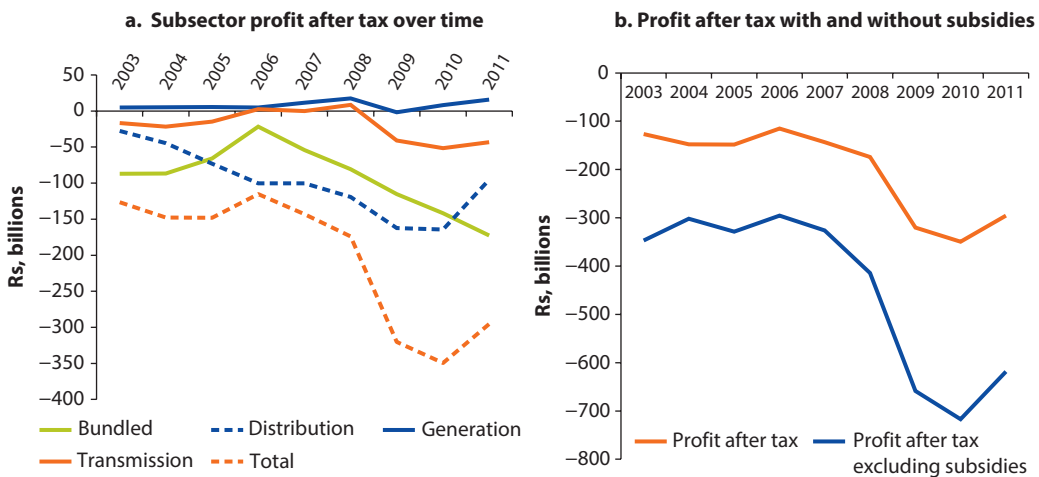 a. Subsector profit after tax over time
50
0
−50
−100
−150
−200
−250
−300
−350
−400
Rs, billions
2003
2004
2005
2006
2007
2008
2009
2010
2011
Bundled
Distribution
Generation
Transmission
Total
b. Profit after tax with and without subsidies
0
−100
−200
−300
−400
−500
−600
−700
−800
Rs, billions
2003 2004 2005 2006 2007 2008 2009 2010 2011
Profit after tax
Profit after tax
excluding subsidies